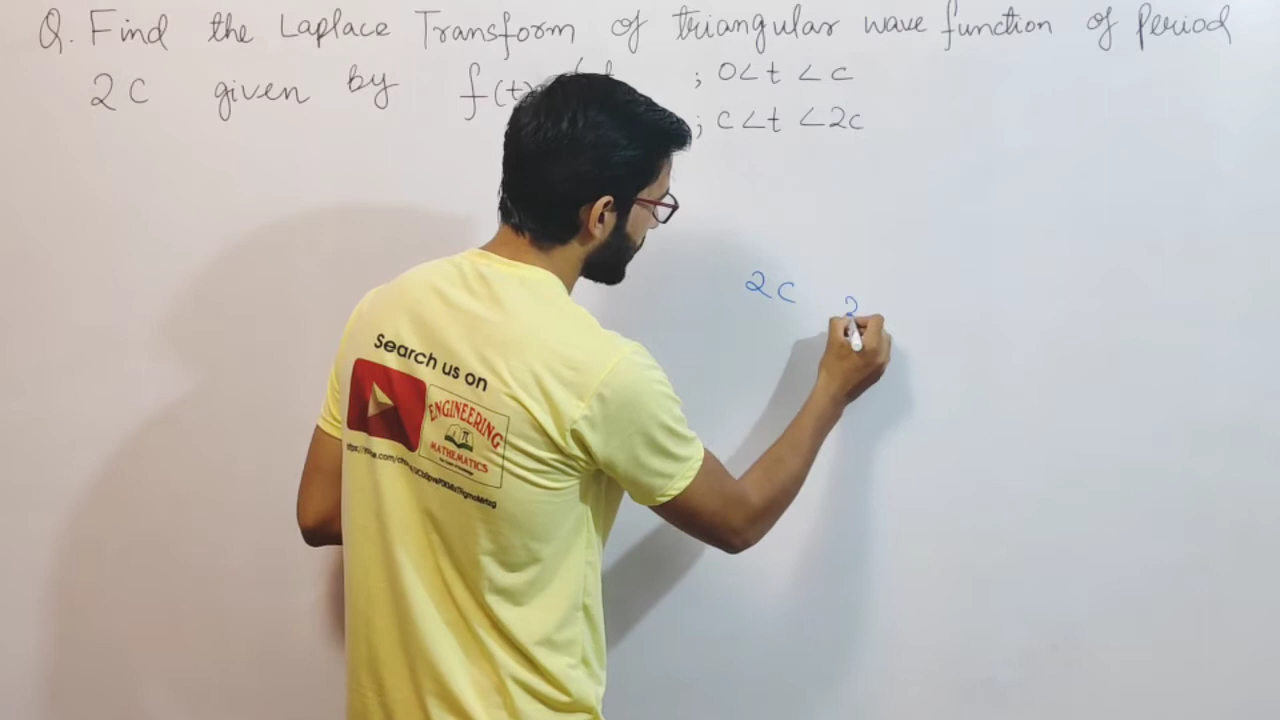 Q. Find the Laplace Transform of triangular wave function of Period
2C given by f(t) ; 0<t <c
; c<t <2c
2c 2
Search us on
ENGINEERING
π
MATHEMATICS